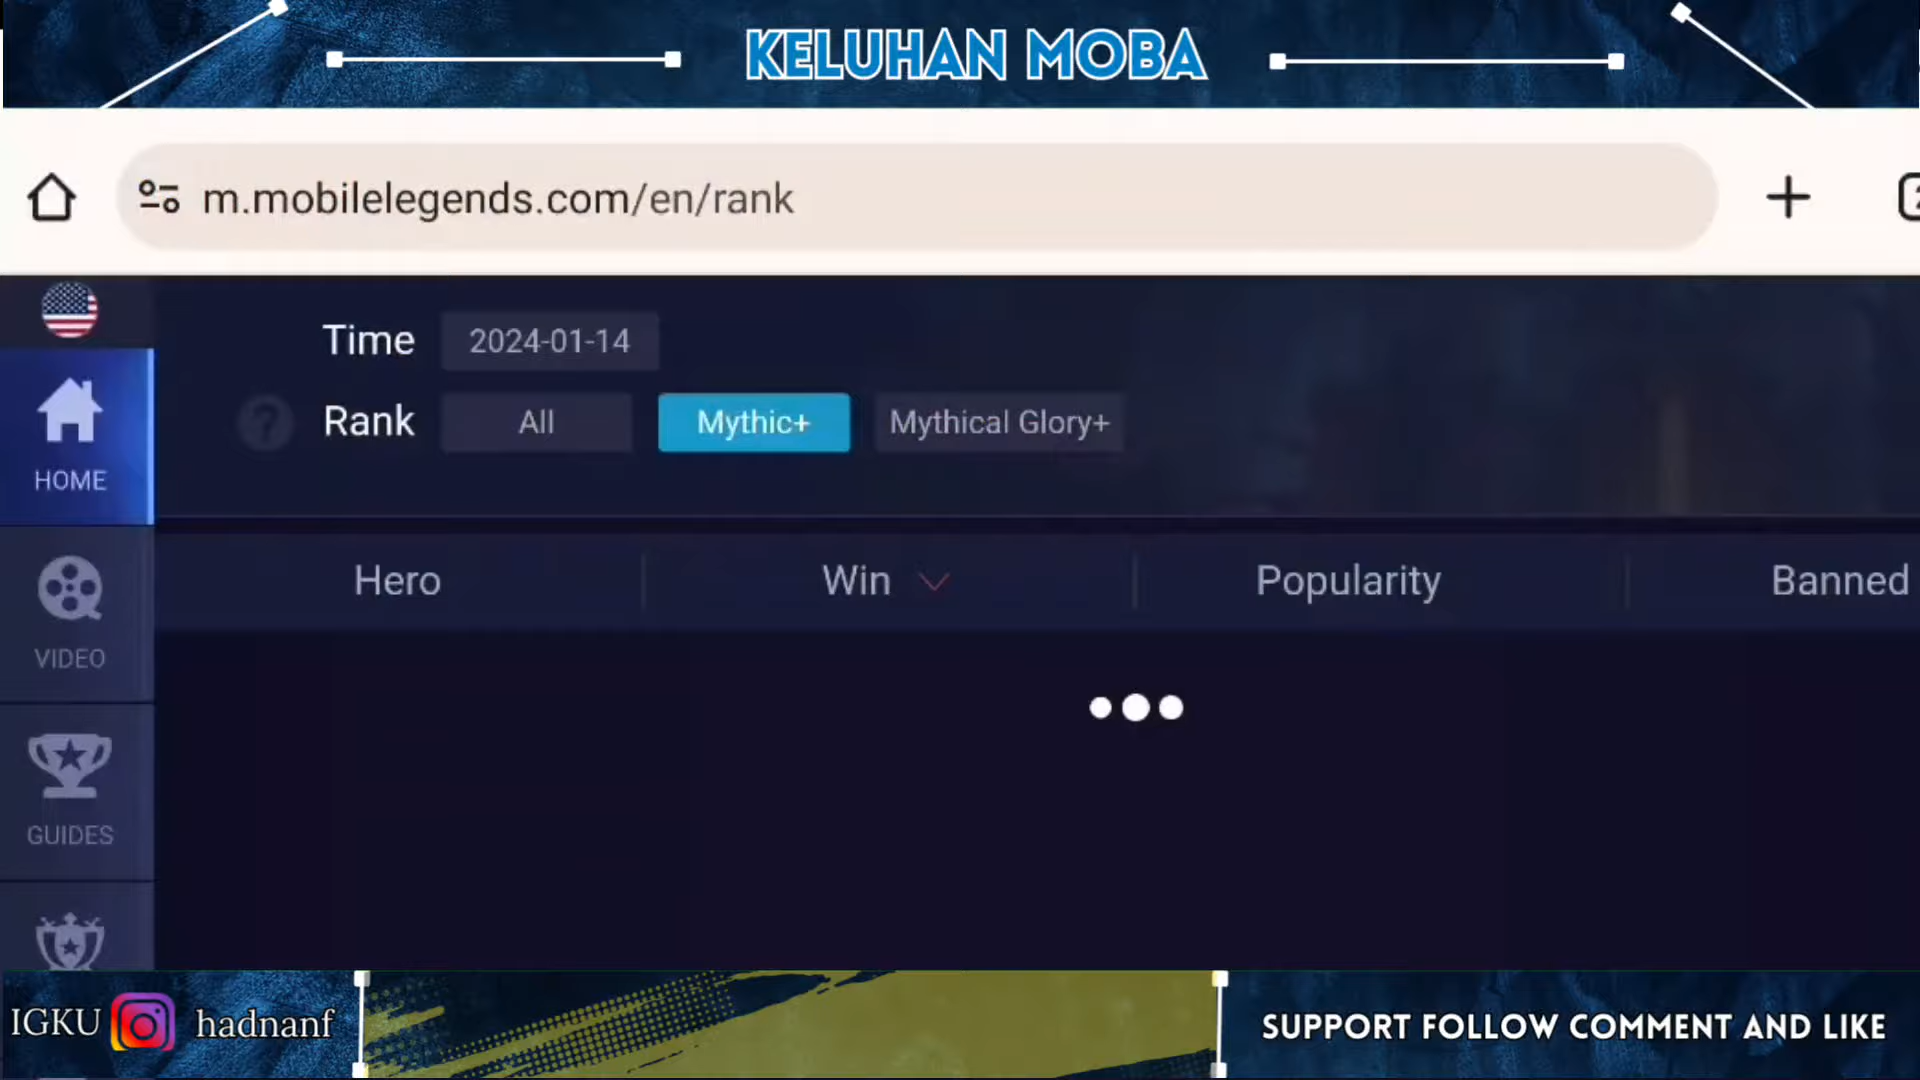 KELUHAN MOBA
m.mobilelegends.com/en/rank
Time 2024-01-14
? Rank All Mythic+ Mythical Glory+
HOME
Hero Win Popularity Banned
VIDEO
GUIDES
IGKU hadnanf
SUPPORT FOLLOW COMMENT AND LIKE